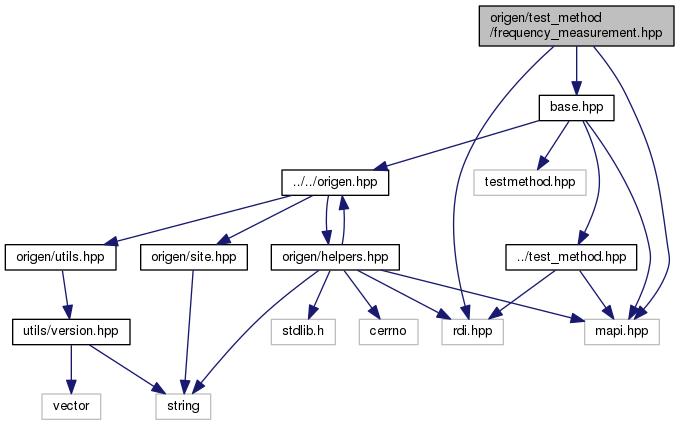 origen/test_method
/frequency_measurement.hpp
base.hpp
../../origen.hpp
testmethod.hpp
origen/utils.hpp
origen/site.hpp
origen/helpers.hpp
../test_method.hpp
utils/version.hpp
stdlib.h
cerrno
rdi.hpp
mapi.hpp
vector
string